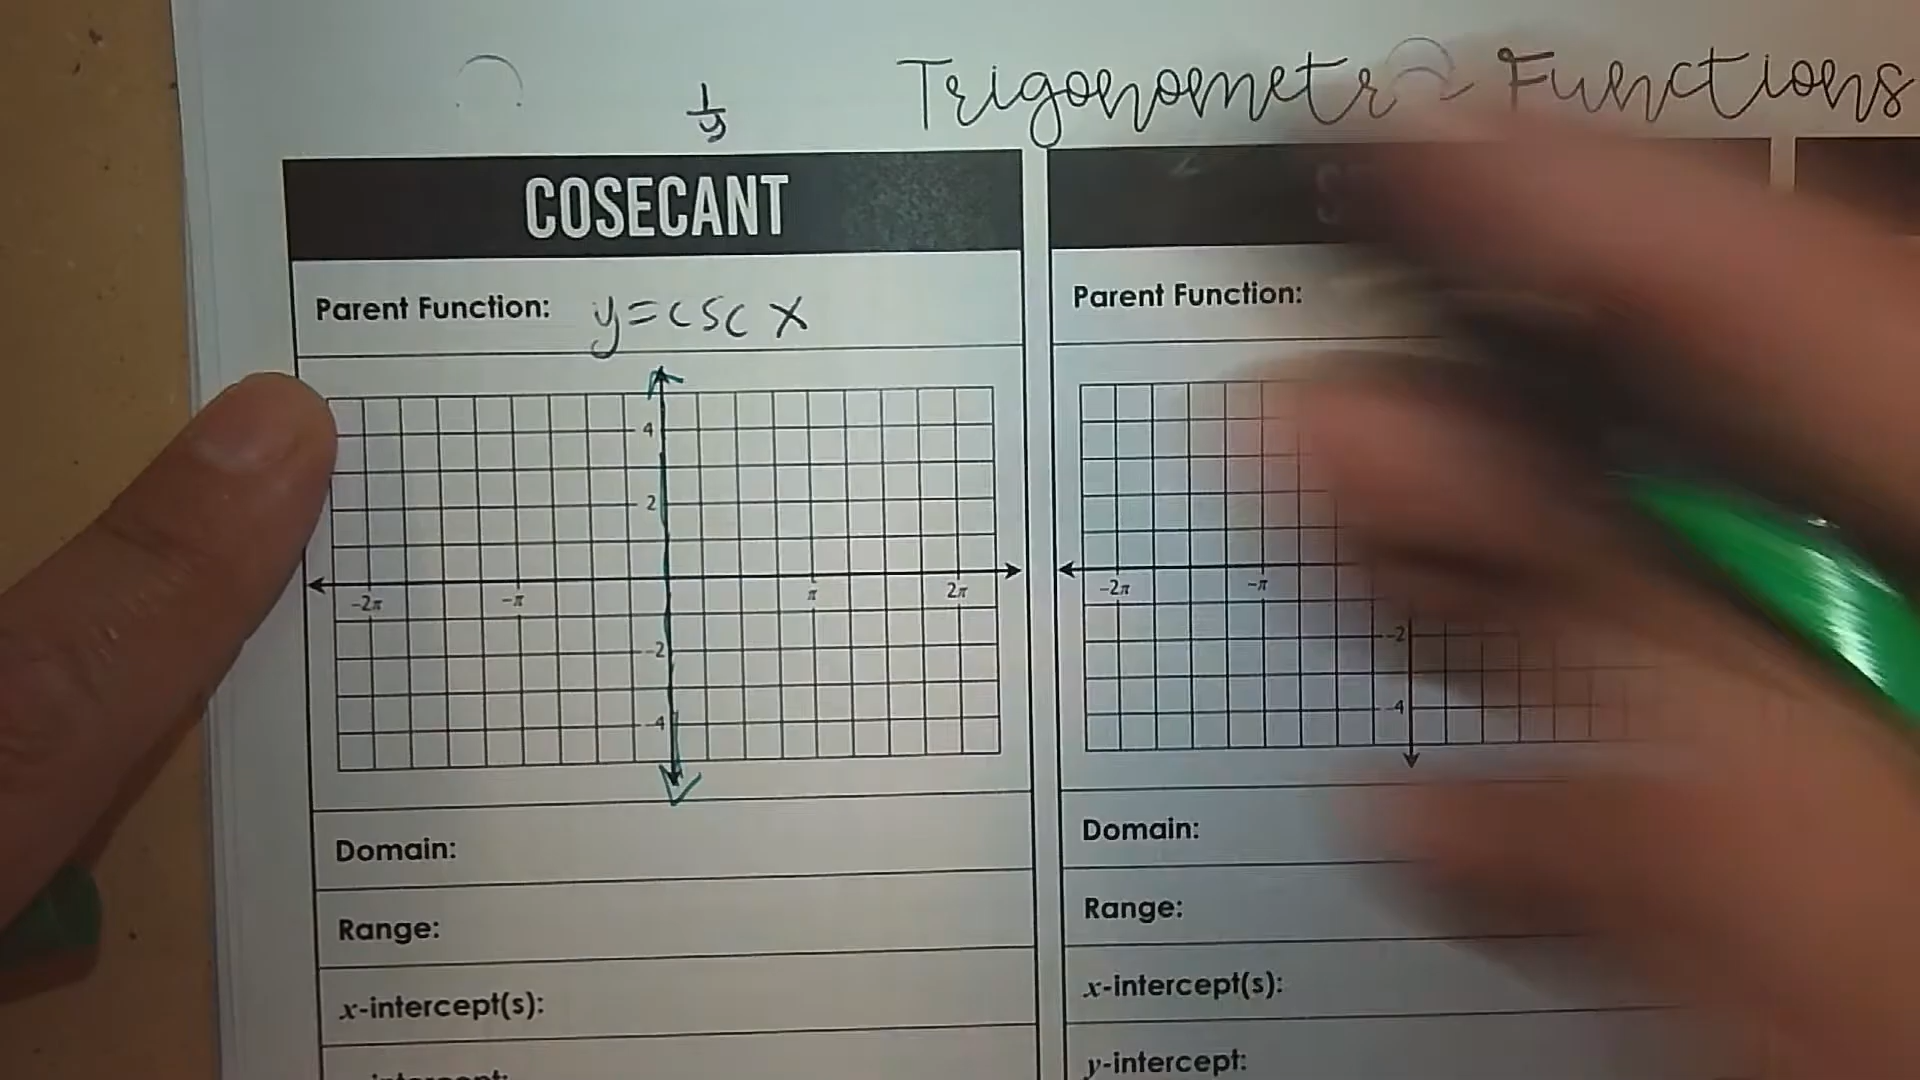 Functions
1/y
COSECANT
Parent Function: y=csc x
4
2
-2π
-π
π
2π
-2
-4
Domain:
Range:
x-intercept(s):
Parent Function:
-2π
-π
-2
-4
Domain:
Range:
x-intercept(s):
y-intercept: